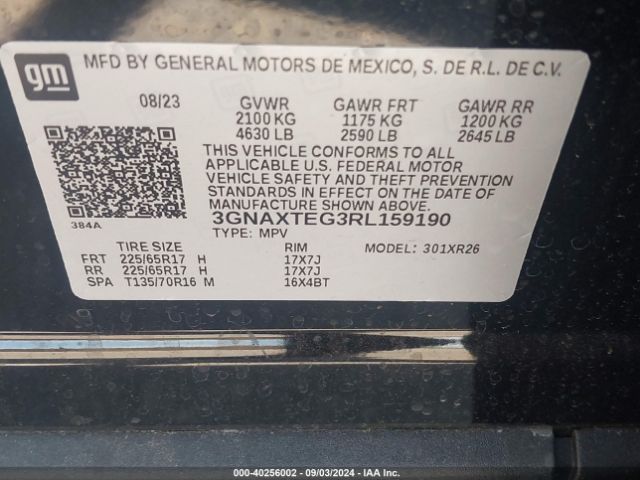 gm
MFD BY GENERAL MOTORS DE MEXICO, S. DE R.L. DE C.V.
08/23 GVWR GAWR FRT GAWR RR
2100 KG 1175 KG 1200 KG
4630 LB 2590 LB 2645 LB
THIS VEHICLE CONFORMS TO ALL
APPLICABLE U.S. FEDERAL MOTOR
VEHICLE SAFETY AND THEFT PREVENTION
STANDARDS IN EFFECT ON THE DATE OF
MANUFACTURE SHOWN ABOVE.
3GNAXTEG3RL159190
384A
TYPE: MPV MODEL: 301XR26
TIRE SIZE RIM
FRT 225/65R17 H 17X7J
RR 225/65R17 H 17X7J
SPA T135/70R16 M 16X4BT
000-40256002 - 09/03/2024 - IAA Inc.